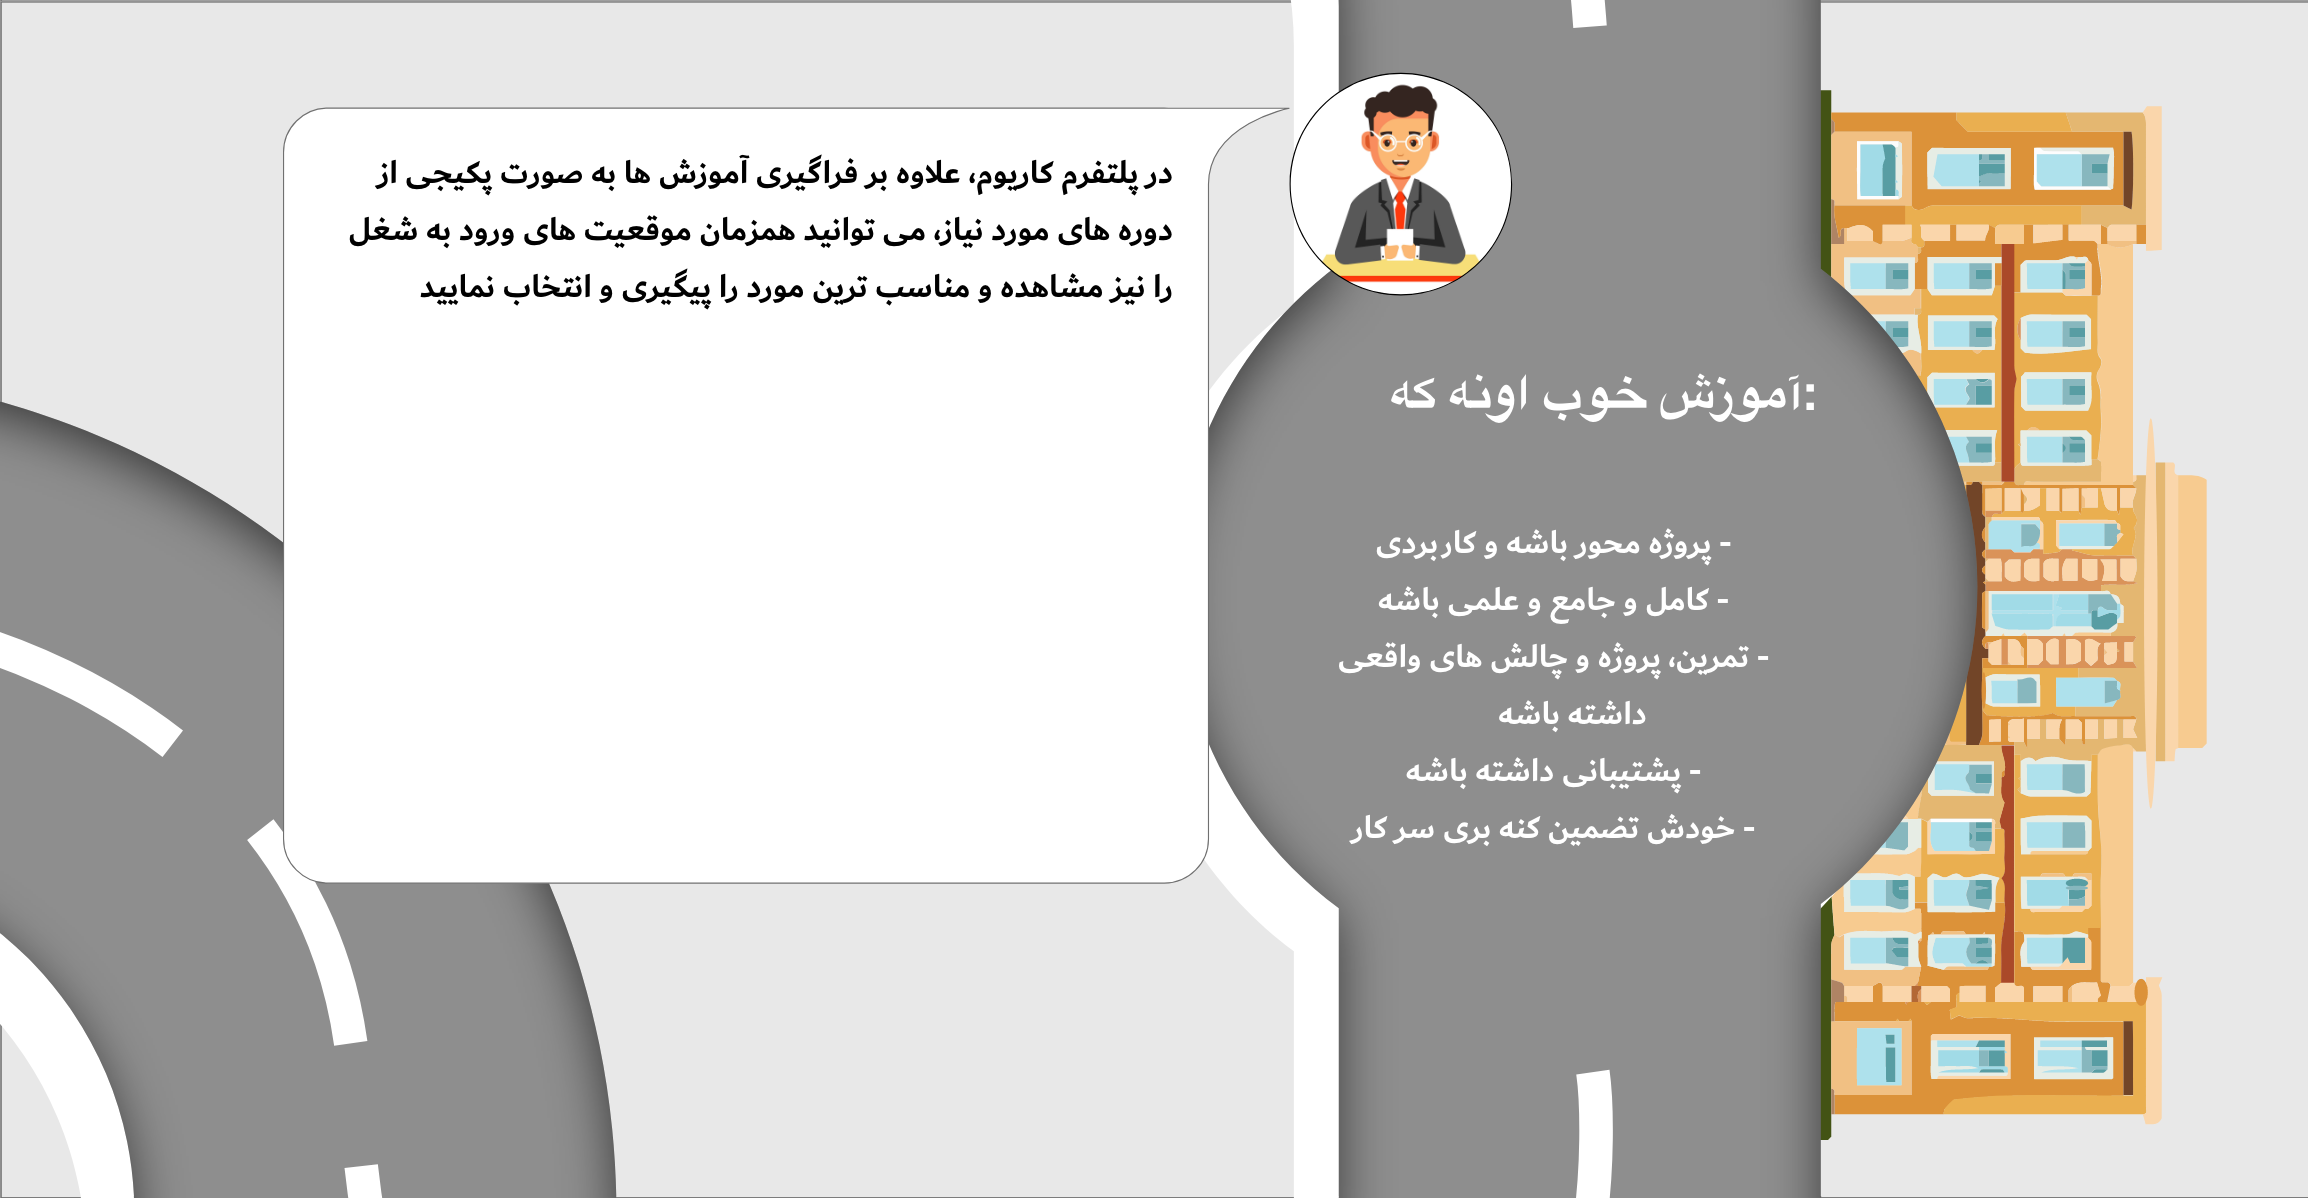 در پلتفرم کاریوم، علاوه بر فراگیری آموزش ها به صورت پکیجی از
دوره های مورد نیاز، می توانید همزمان موقعیت های ورود به شغل
را نیز مشاهده و مناسب ترین مورد را پیگیری و انتخاب نمایید
:آموزش خوب اونه که
- پروژه محور باشه و کاربردی
- کامل و جامع و علمی باشه
- تمرین، پروژه و چالش های واقعی
داشته باشه
- پشتیبانی داشته باشه
- خودش تضمین کنه بری سر کار